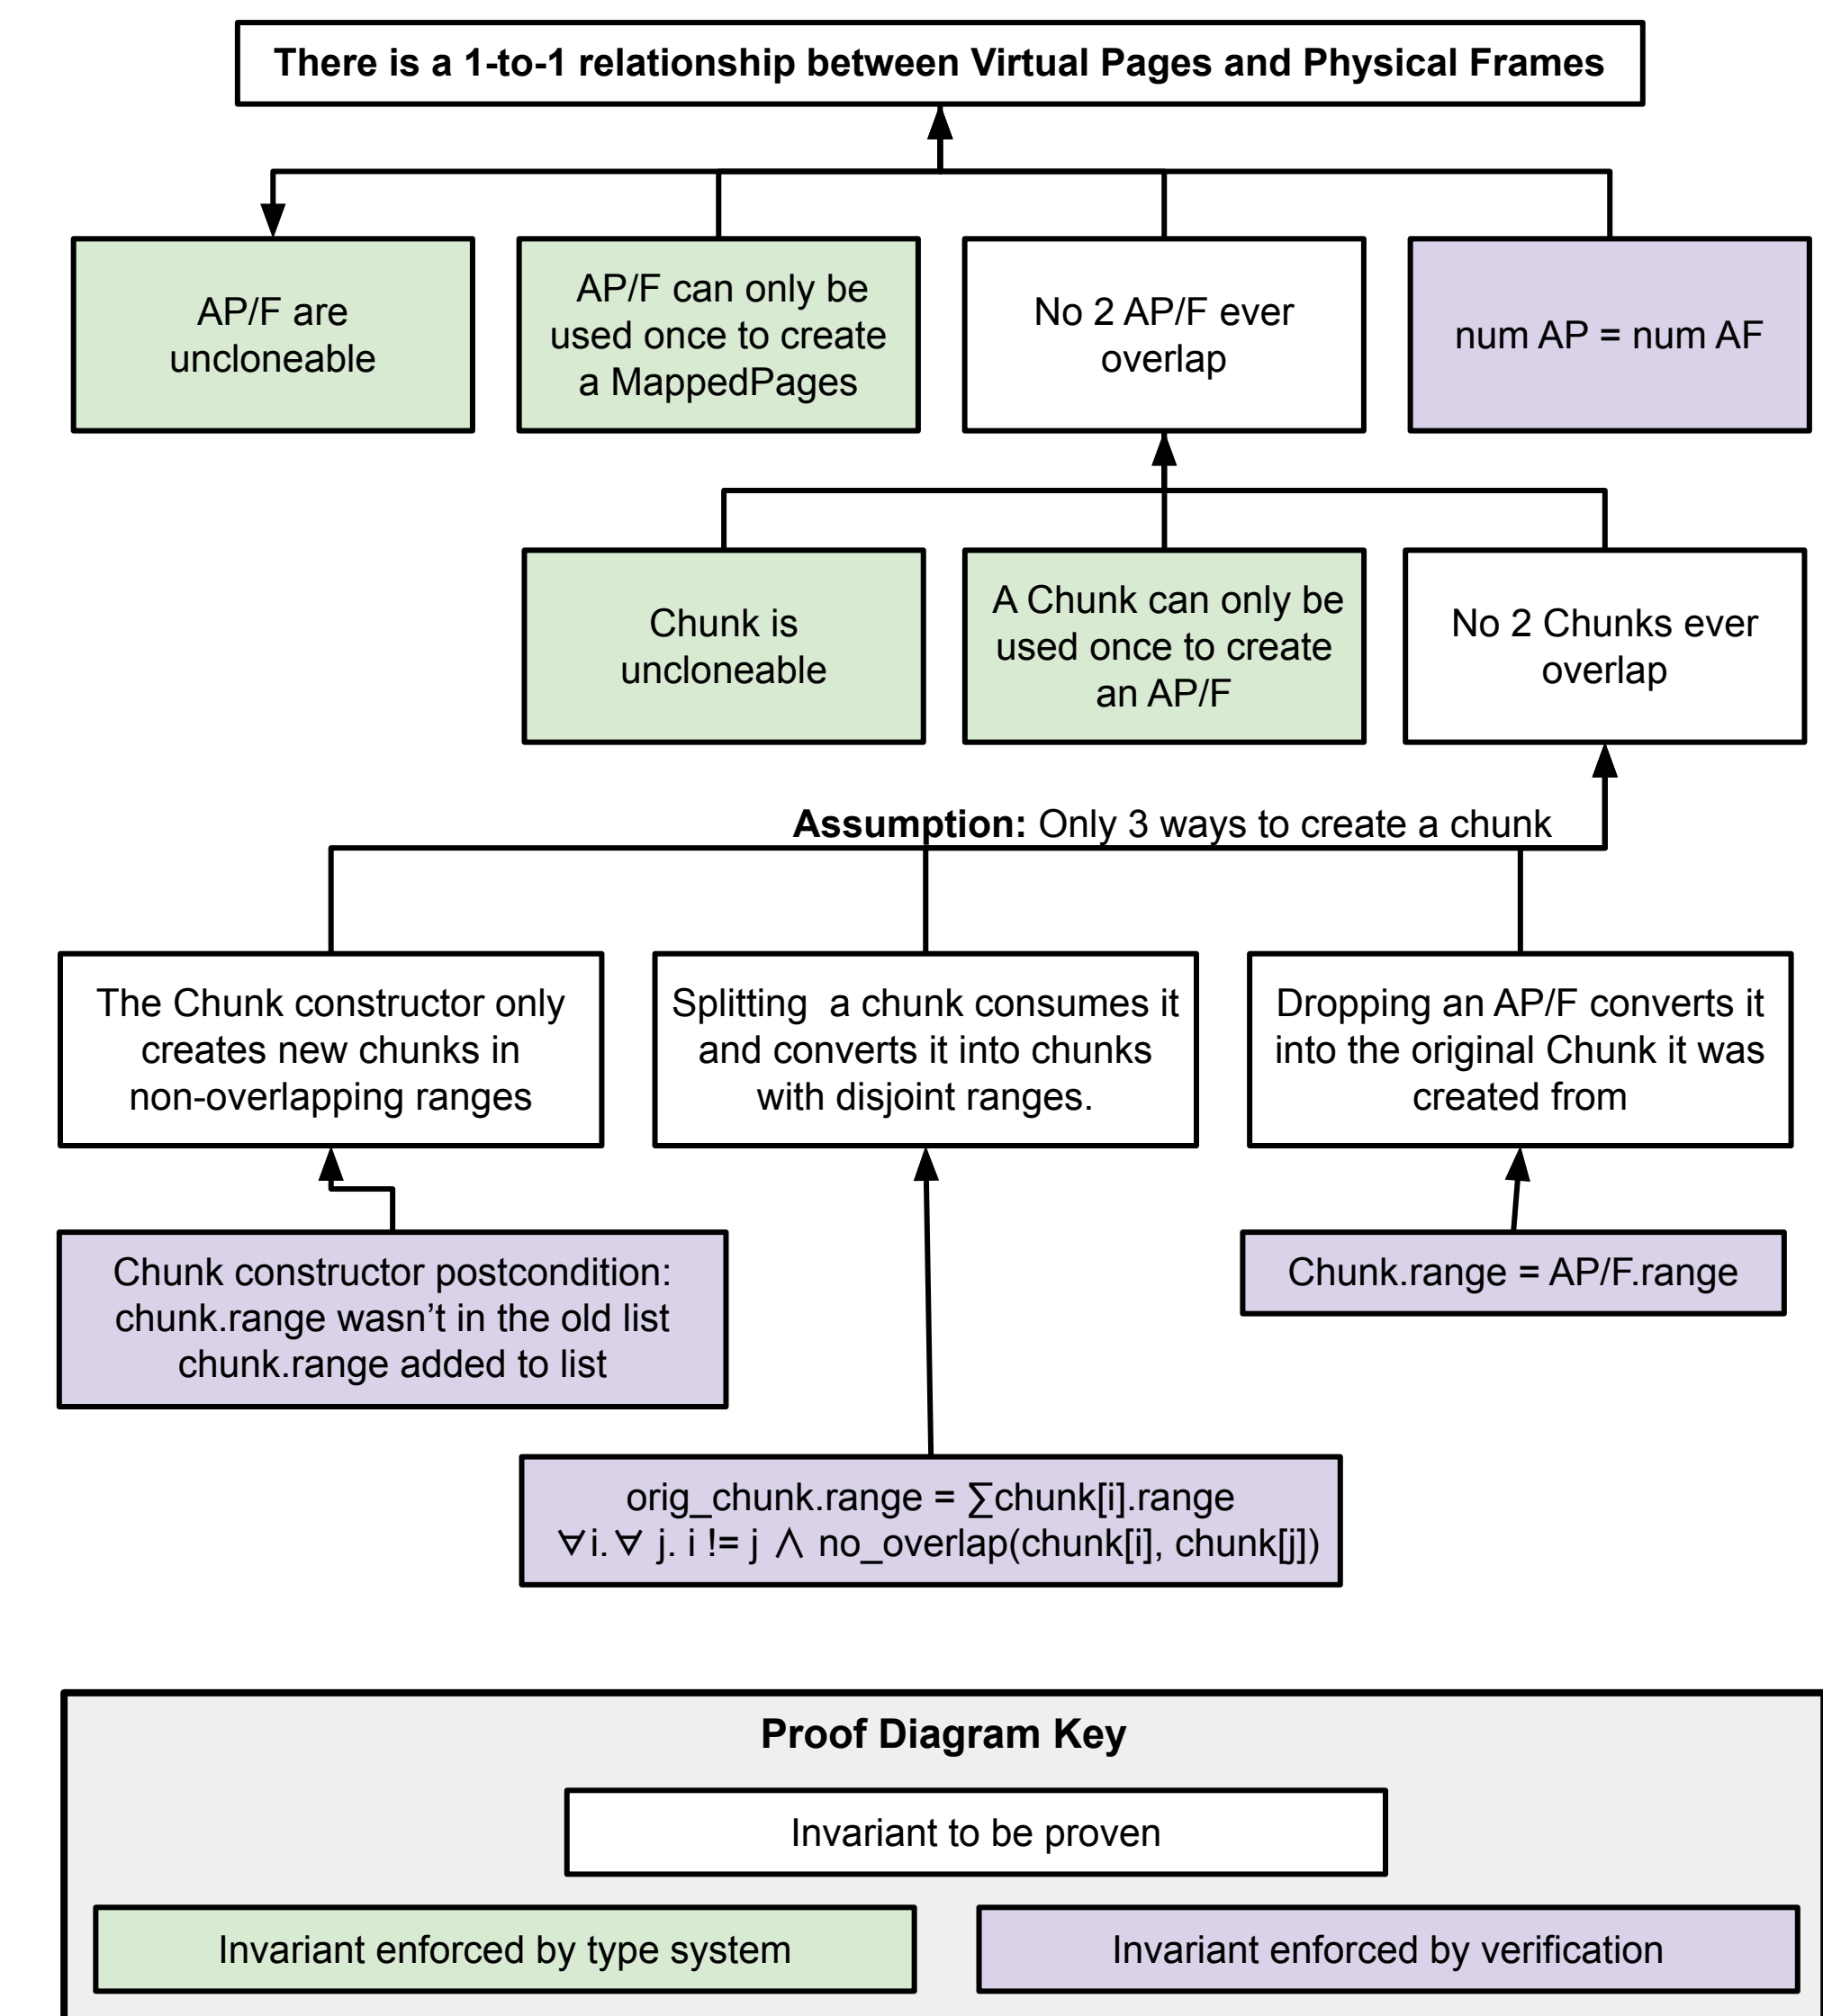 There is a 1-to-1 relationship between Virtual Pages and Physical Frames
AP/F are
uncloneable
AP/F can only be
used once to create
a MappedPages
No 2 AP/F ever
overlap
num AP = num AF
Chunk is
uncloneable
A Chunk can only be
used once to create
an AP/F
No 2 Chunks ever
overlap
Assumption: Only 3 ways to create a chunk
The Chunk constructor only
creates new chunks in
non-overlapping ranges
Splitting  a chunk consumes it
and converts it into chunks
with disjoint ranges.
Dropping an AP/F converts it
into the original Chunk it was
created from
Chunk constructor postcondition:
chunk.range wasn’t in the old list
chunk.range added to list
Chunk.range = AP/F.range
orig_chunk.range = ∑chunk[i].range
∀i.∀ j. i != j ⋀ no_overlap(chunk[i], chunk[j])
Proof Diagram Key
Invariant to be proven
Invariant enforced by type system
Invariant enforced by verification